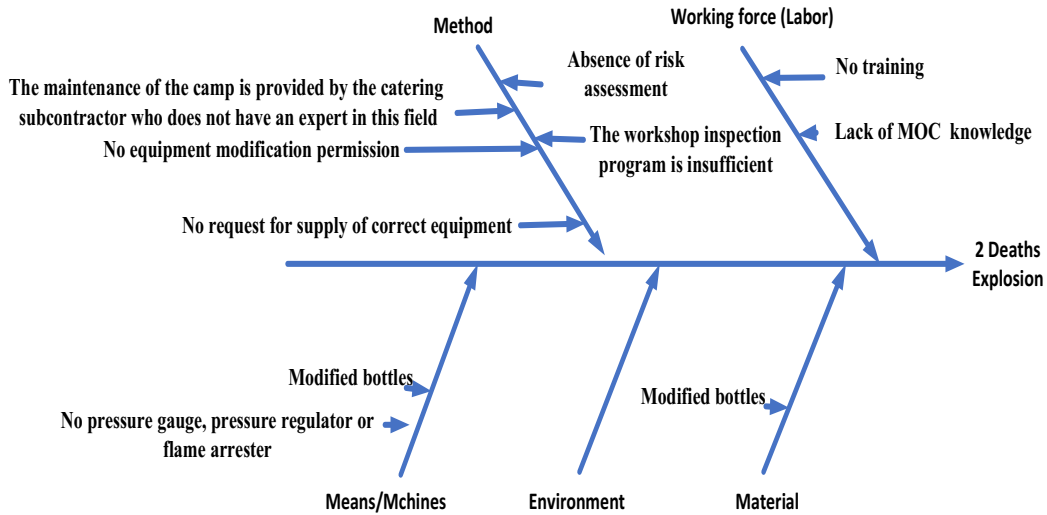 Method
Working force (Labor)
Absence of risk
assessment
No training
The maintenance of the camp is provided by the catering
subcontractor who does not have an expert in this field
No equipment modification permission
The workshop inspection
program is insufficient
Lack of MOC knowledge
No request for supply of correct equipment
2 Deaths
Explosion
Modified bottles
No pressure gauge, pressure regulator or
flame arrester
Modified bottles
Means/Mchines
Environment
Material